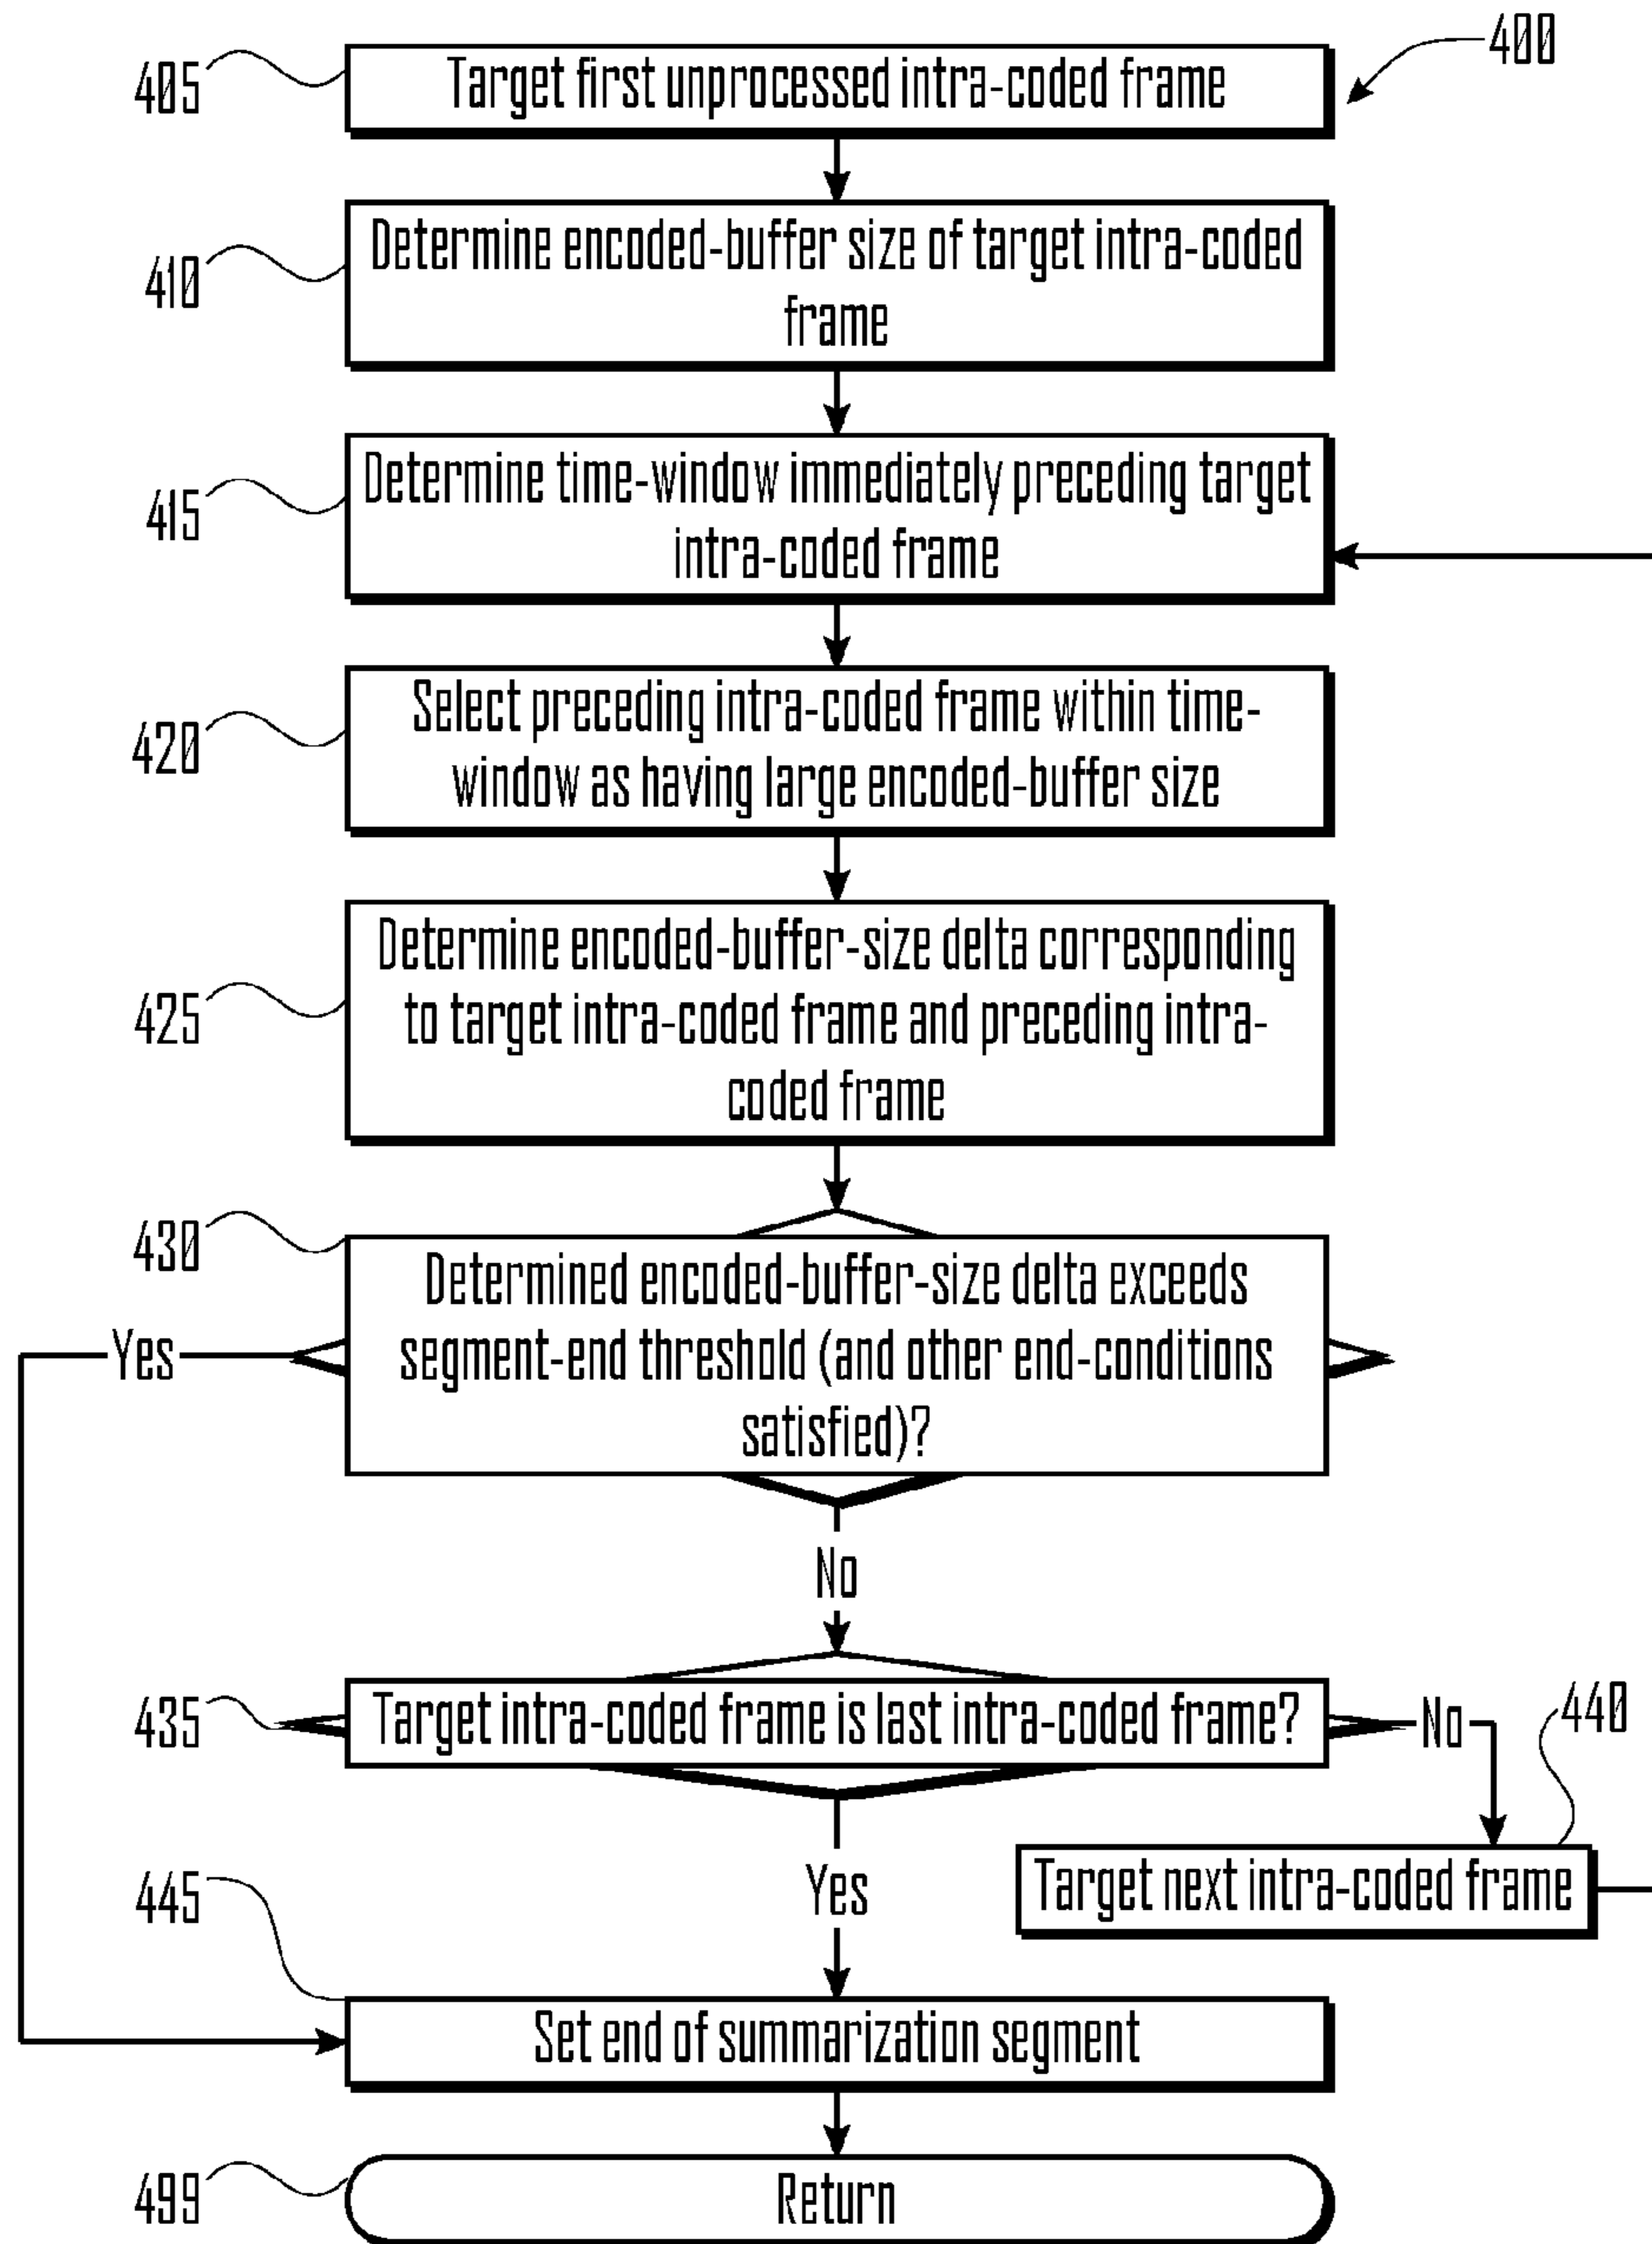 400
405
Target first unprocessed intra-coded frame
410
Determine encoded-buffer size of target intra-coded
frame
415
Determine time-window immediately preceding target
intra-coded frame
420
Select preceding intra-coded frame within time-
window as having large encoded-buffer size
425
Determine encoded-buffer-size delta corresponding
to target intra-coded frame and preceding intra-
coded frame
430
Determined encoded-buffer-size delta exceeds
segment-end threshold (and other end-conditions
satisfied)?
Yes
No
435
Target intra-coded frame is last intra-coded frame?
No
440
Target next intra-coded frame
Yes
445
Set end of summarization segment
499
Return